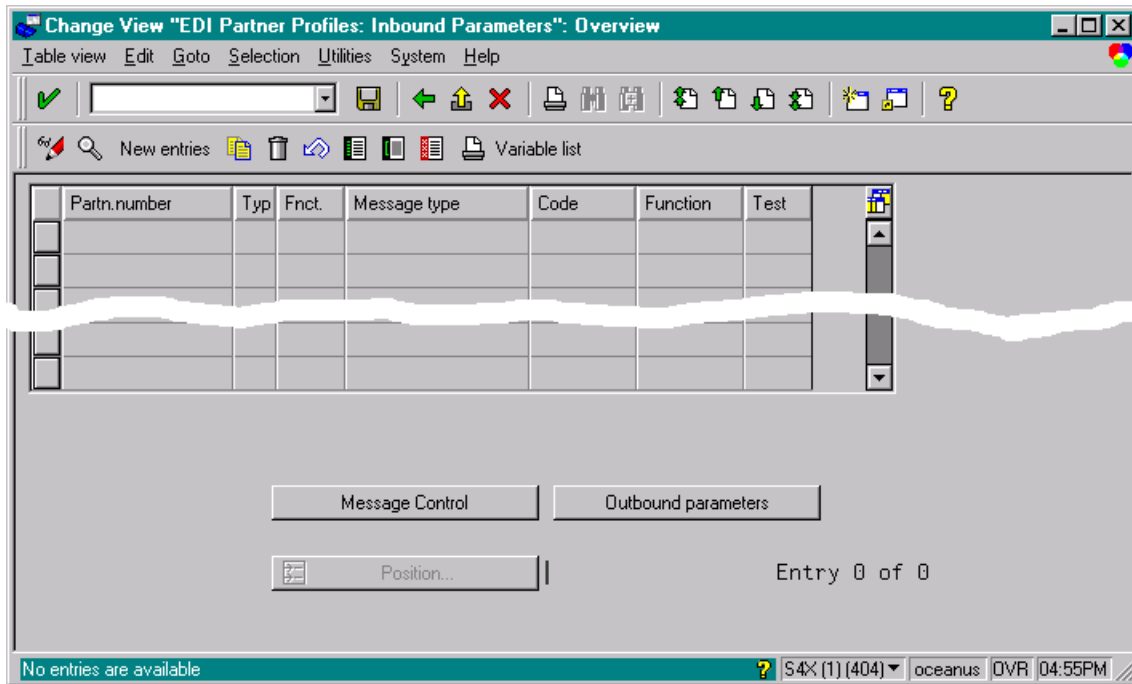 Change View "EDI Partner Profiles: Inbound Parameters": Overview
Table view Edit Goto Selection Utilities System Help
New entries Variable list
Partn.number Typ Fnct. Message type Code Function Test
Message Control Outbound parameters
Position... Entry 0 of 0
No entries are available S4X (1) (404) oceanus OVR 04:55PM